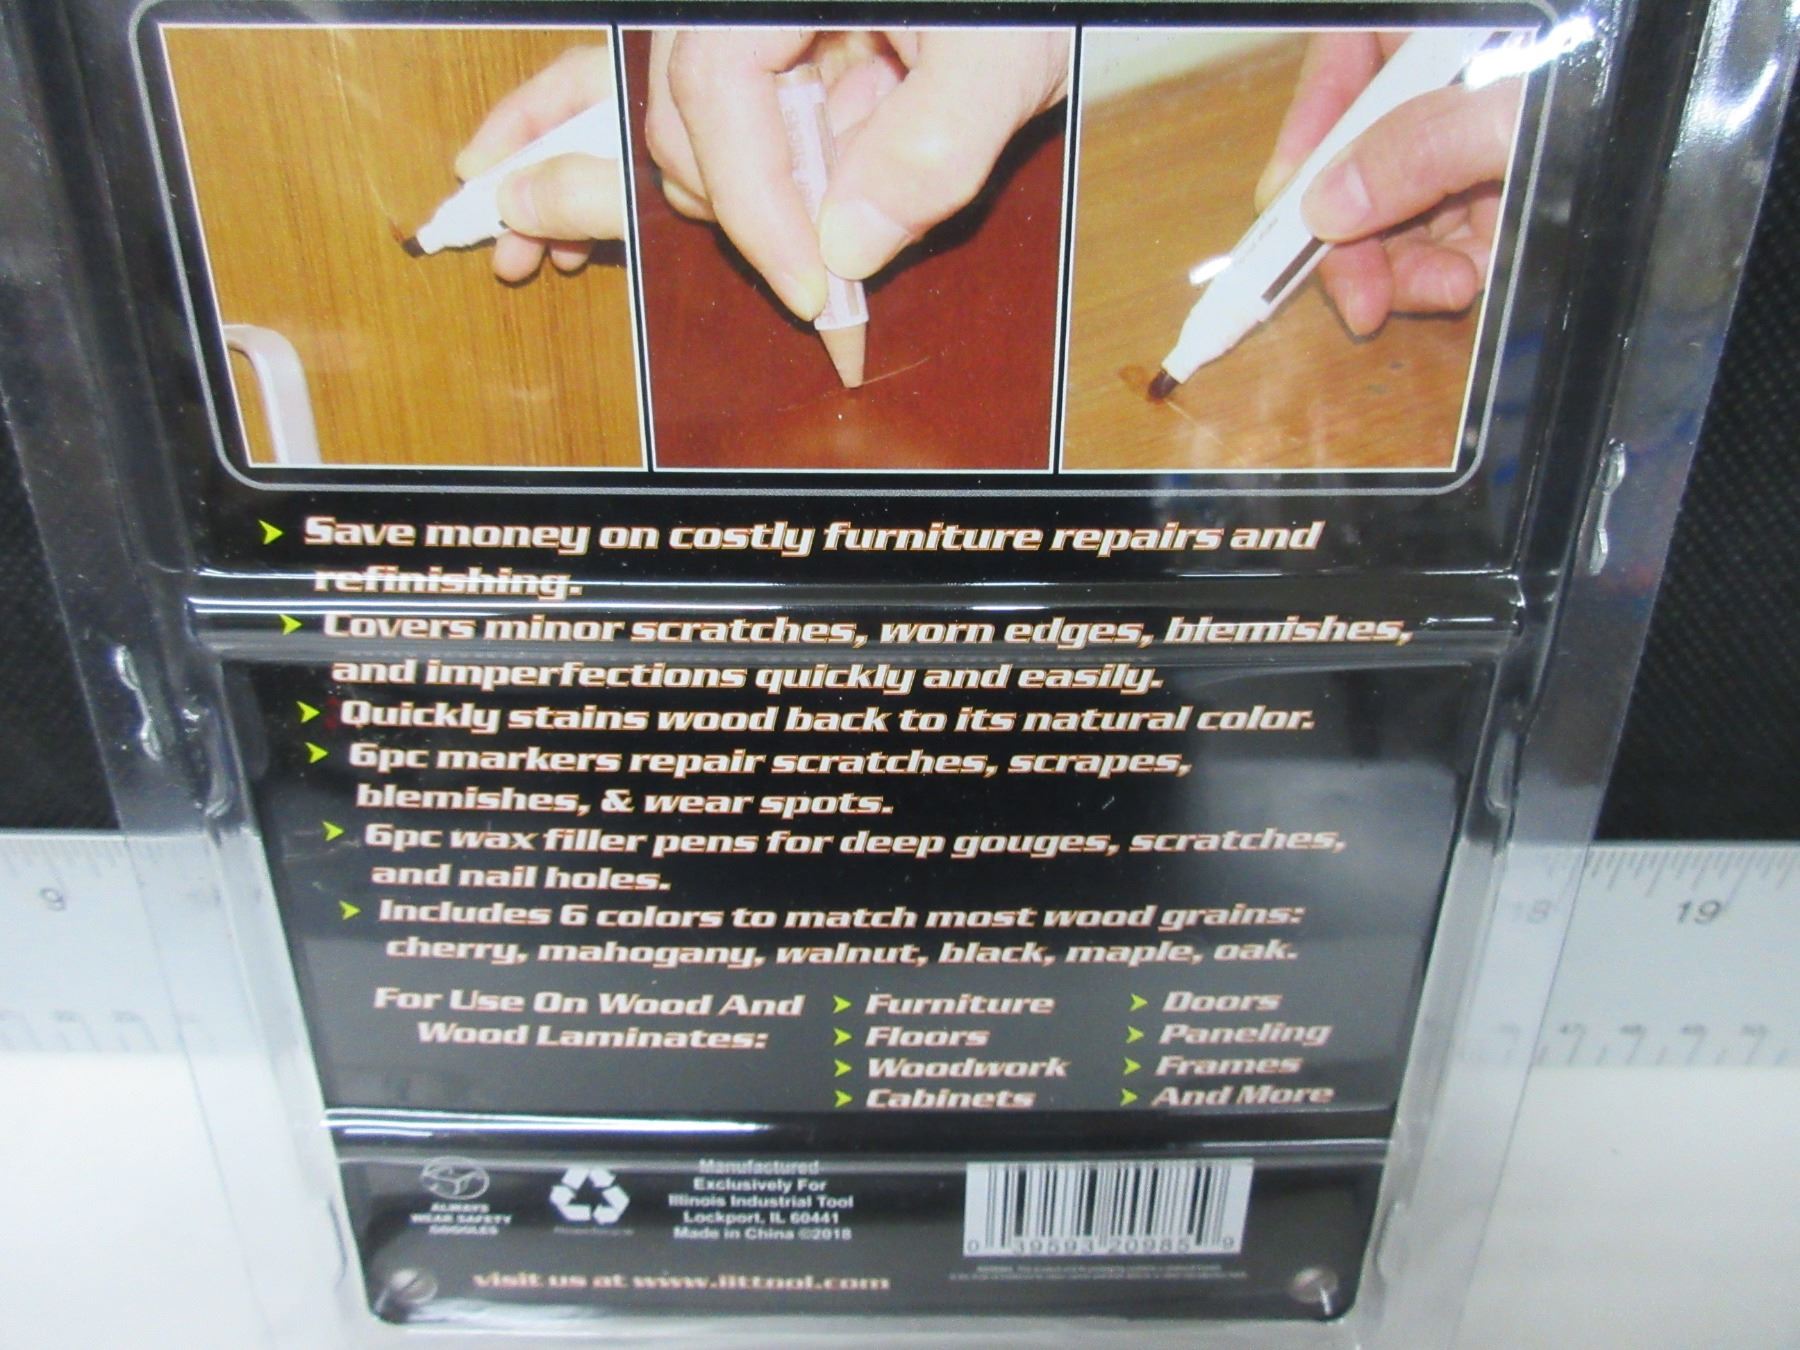 Save money on costly furniture repairs and
refinishing.
Covers minor scratches, worn edges, blemishes,
and imperfections quickly and easily.
Quickly stains wood back to its natural color.
6pc markers repair scratches, scrapes,
blemishes, & wear spots.
6pc wax filler pens for deep gouges, scratches,
and nail holes.
Includes 6 colors to match most wood grains:
cherry, mahogany, walnut, black, maple, oak.
For Use On Wood And
Wood Laminates:
Furniture
Floors
Woodwork
Cabinets
Doors
Paneling
Frames
And More
ALWAYS
WEAR SAFETY
GOGGLES
Manufactured
Exclusively For
Illinois Industrial Tool
Lockport, IL 60441
Made in China ©2018
0 39593 20985 9
visit us at www.iittool.com
9
18
19